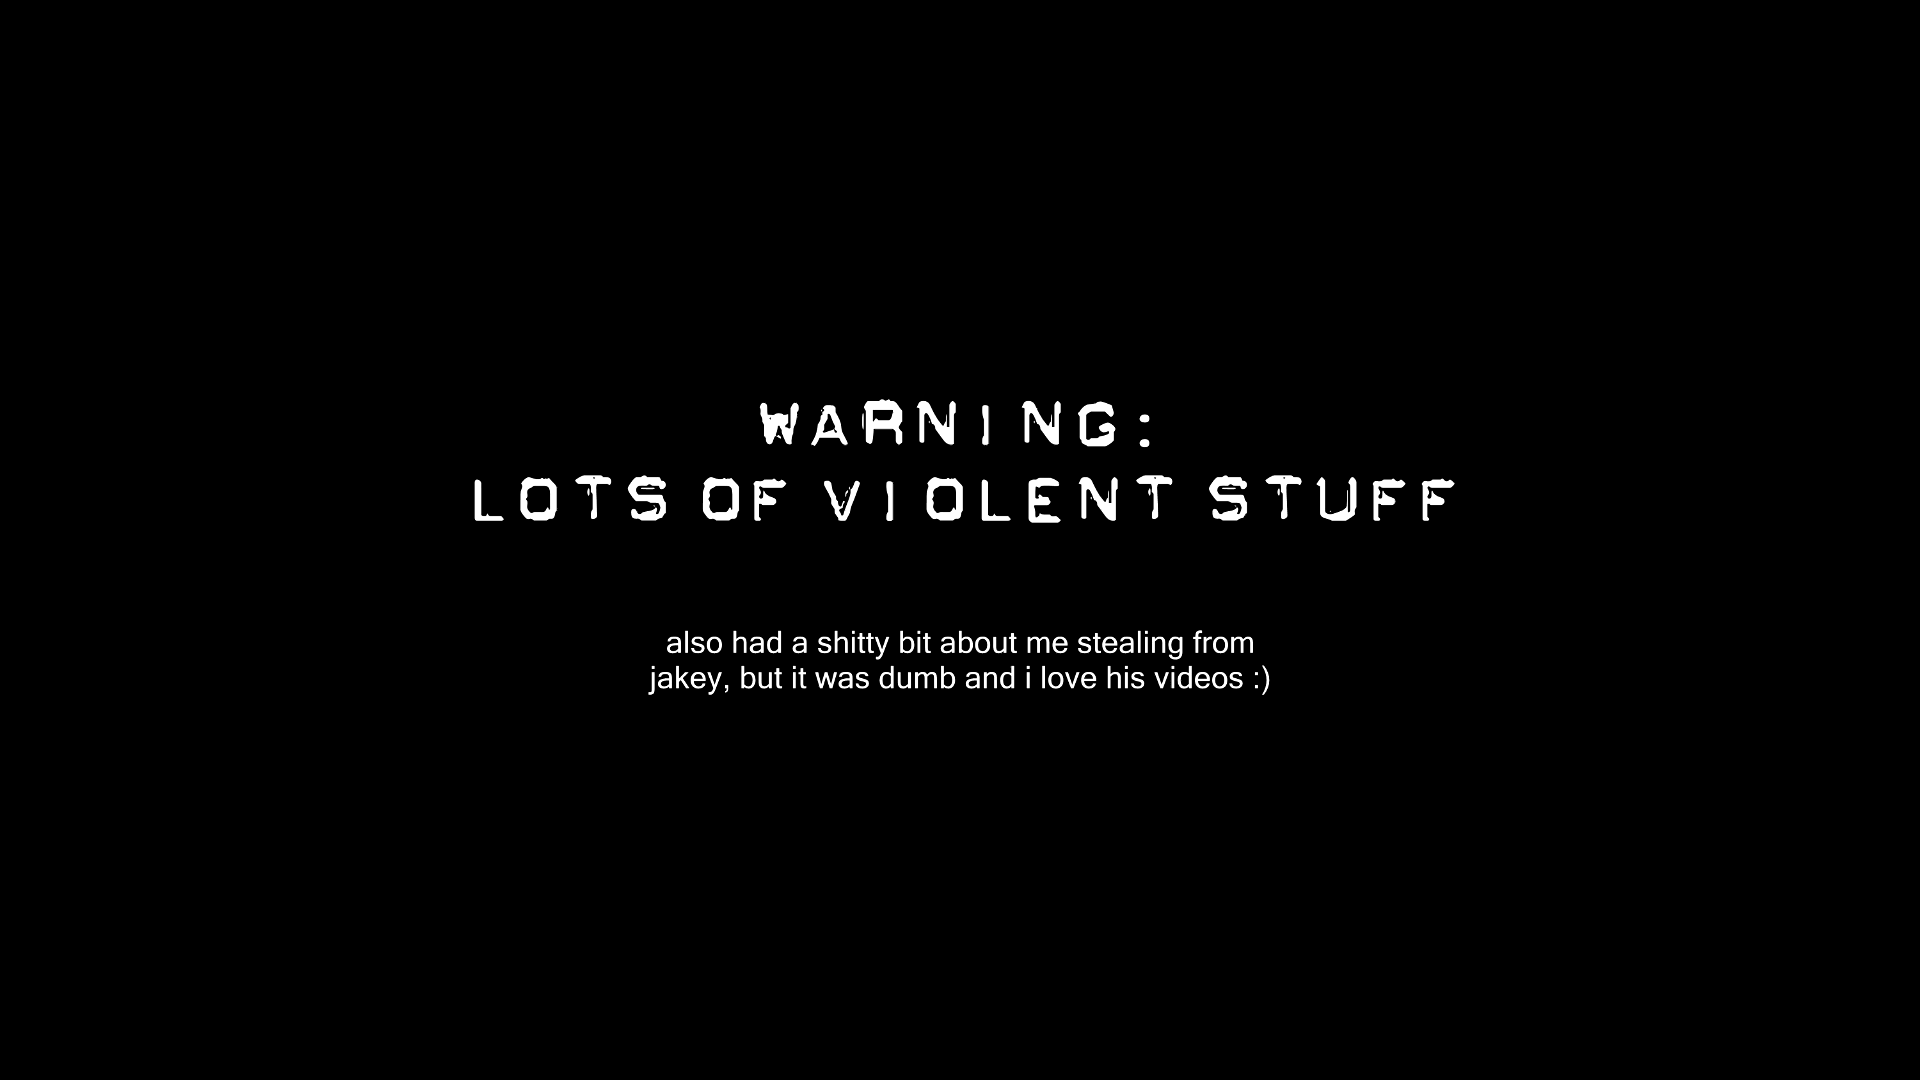 WARNING:
LOTS OF VIOLENT STUFF
also had a shitty bit about me stealing from
jakey, but it was dumb and i love his videos :)